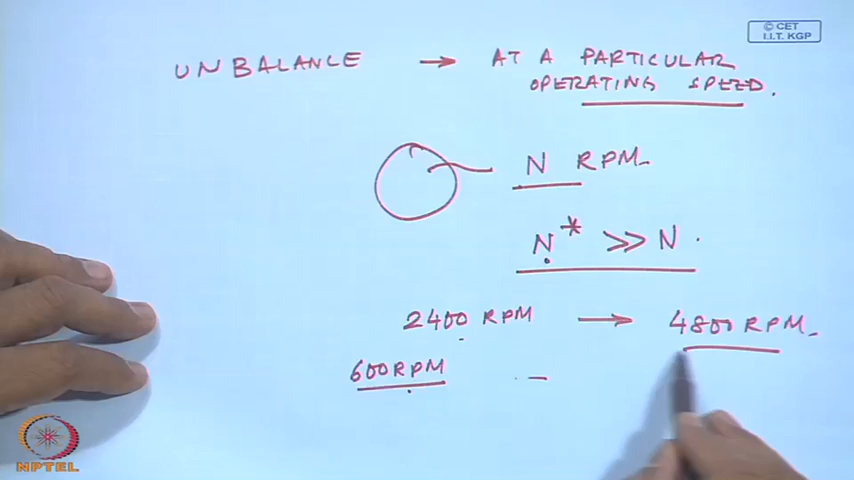 © CET
I.I.T. KGP
UNBALANCE → AT A PARTICULAR
OPERATING SPEED.
N RPM
N* >> N.
2400 RPM → 4800 RPM
600 RPM —
NPTEL